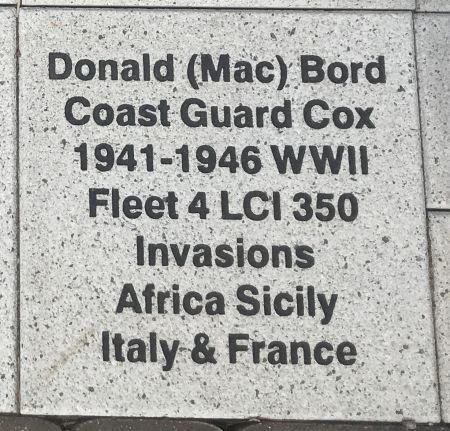 Donald (Mac) Bord
Coast Guard Cox
1941-1946 WWII
Fleet 4 LCI 350
Invasions
Africa Sicily
Italy & France